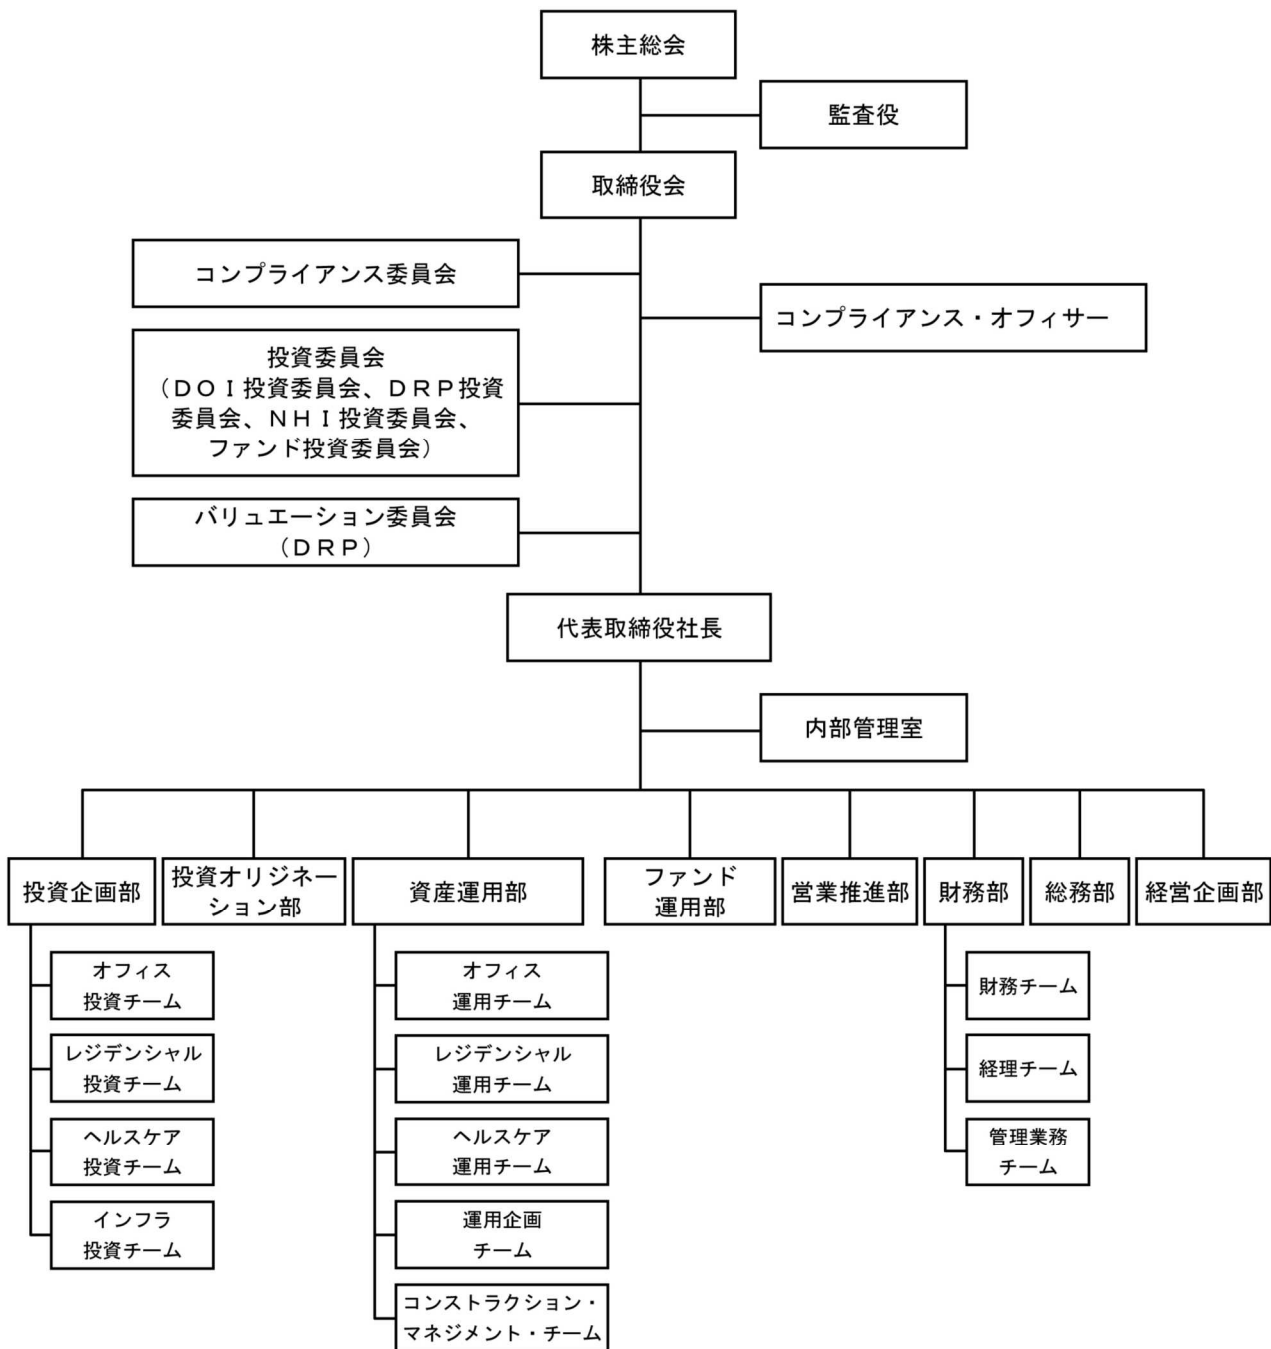 株主総会
監査役
取締役会
コンプライアンス委員会
コンプライアンス・オフィサー
投資委員会
（ＤＯＩ投資委員会、ＤＲＰ投資
委員会、ＮＨＩ投資委員会、
ファンド投資委員会）
バリュエーション委員会
（ＤＲＰ）
代表取締役社長
内部管理室
投資企画部
投資オリジネー
ション部
資産運用部
ファンド
運用部
営業推進部
財務部
総務部
経営企画部
オフィス
投資チーム
レジデンシャル
投資チーム
ヘルスケア
投資チーム
インフラ
投資チーム
オフィス
運用チーム
レジデンシャル
運用チーム
ヘルスケア
運用チーム
運用企画
チーム
コンストラクション・
マネジメント・チーム
財務チーム
経理チーム
管理業務
チーム